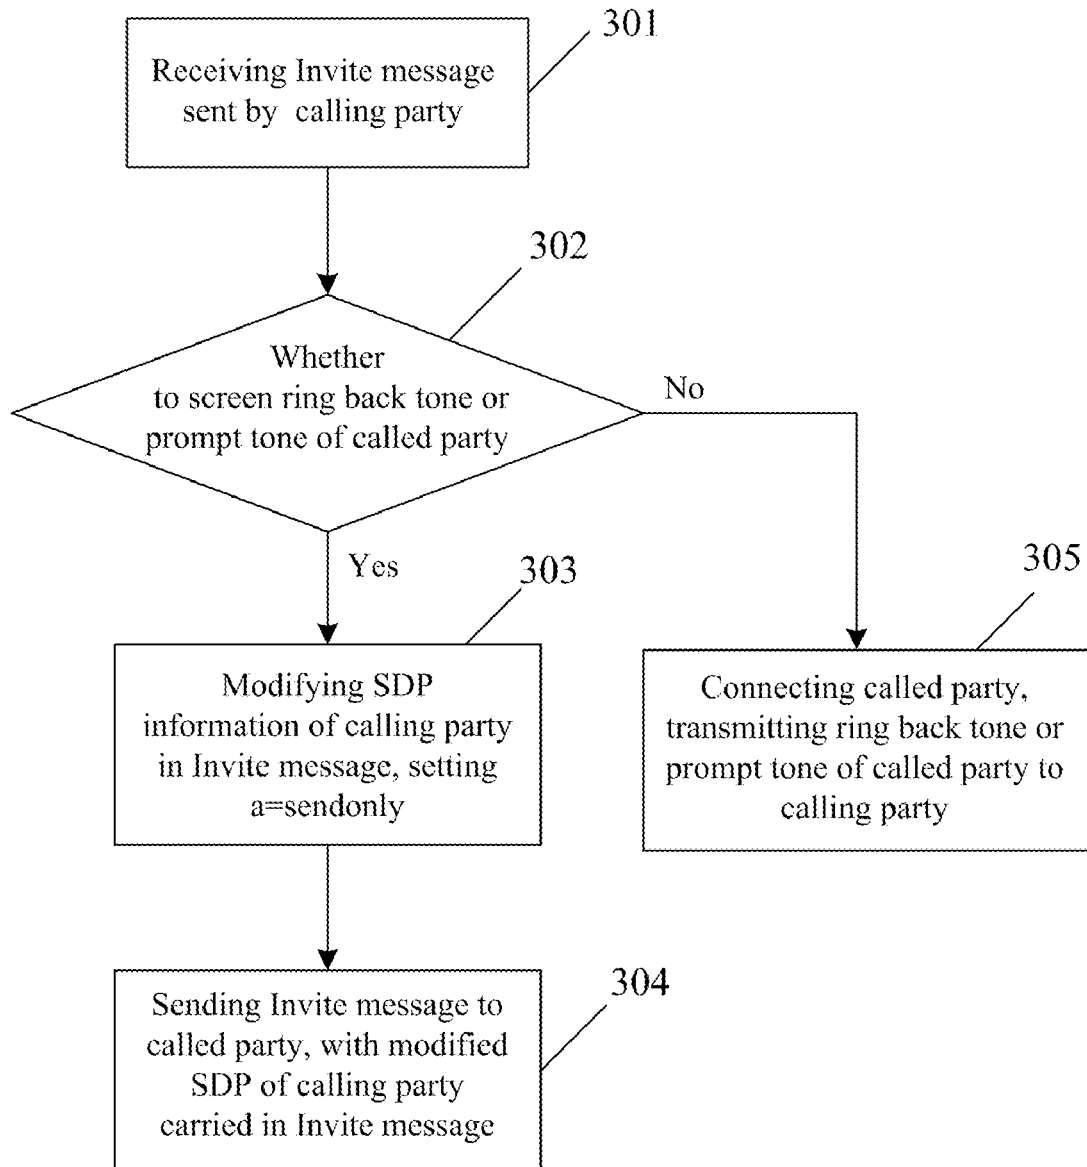 301
Receiving Invite message
sent by calling party
302
Whether
to screen ring back tone or
prompt tone of called party
No
Yes
303
305
Modifying SDP
information of calling party
in Invite message, setting
a=sendonly
Connecting called party,
transmitting ring back tone or
prompt tone of called party to
calling party
304
Sending Invite message to
called party, with modified
SDP of calling party
carried in Invite message